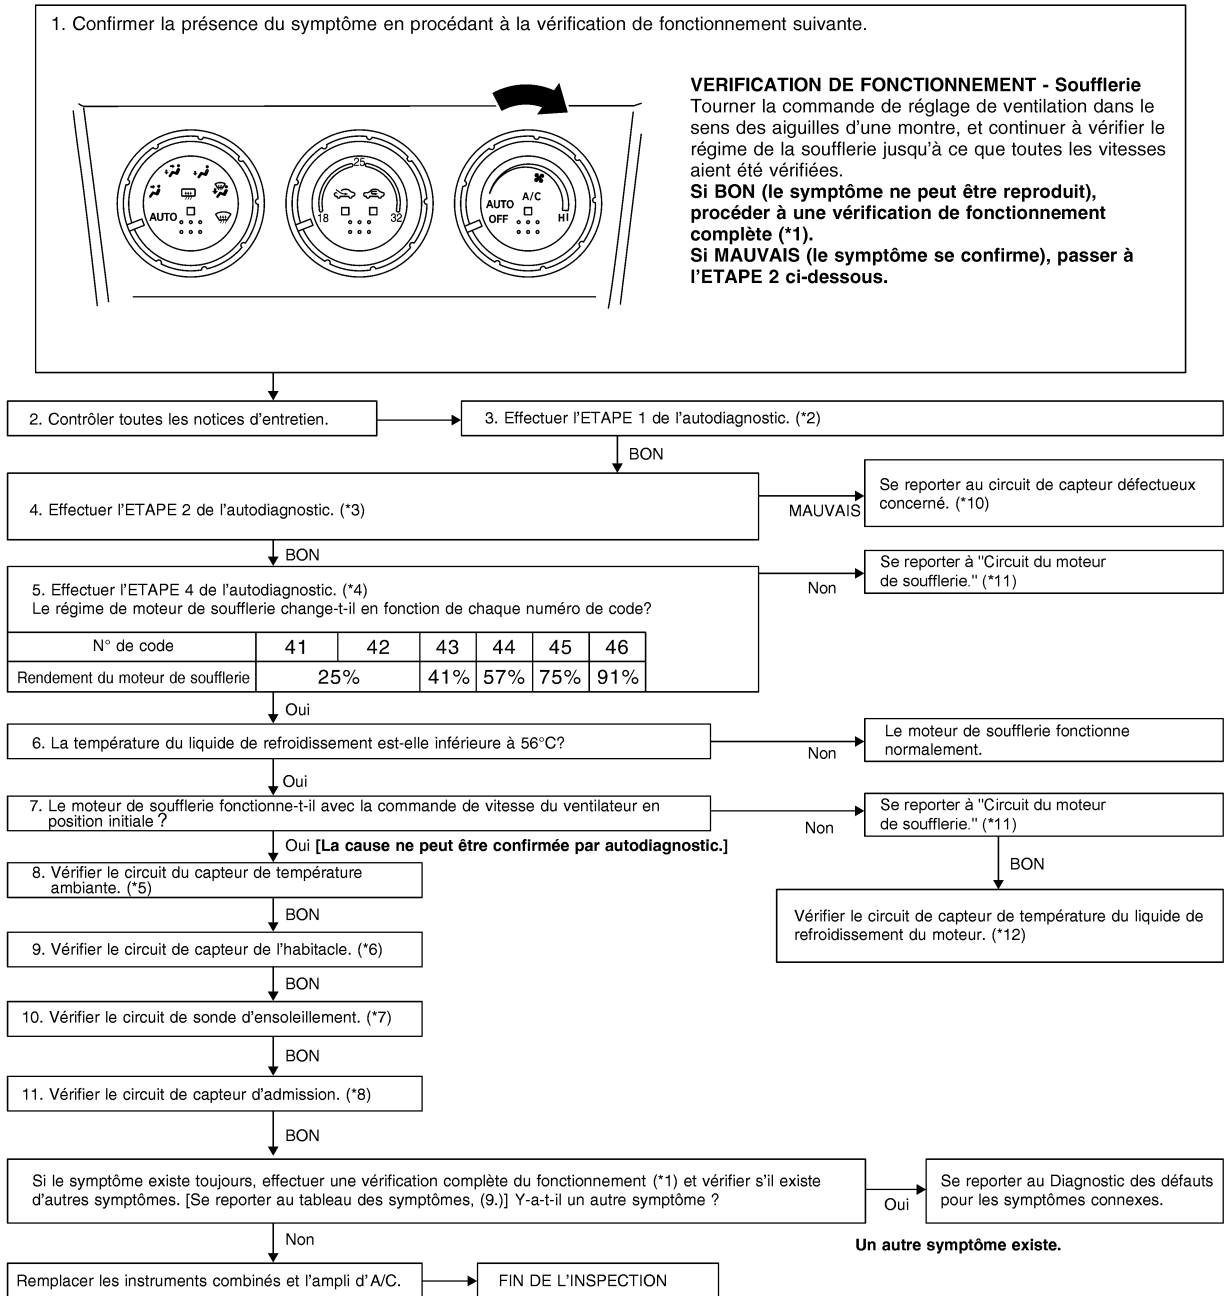 1. Confirmer la présence du symptôme en procédant à la vérification de fonctionnement suivante.
VERIFICATION DE FONCTIONNEMENT - Soufflerie
Tourner la commande de réglage de ventilation dans le
sens des aiguilles d'une montre, et continuer à vérifier le
régime de la soufflerie jusqu'à ce que toutes les vitesses
aient été vérifiées.
Si BON (le symptôme ne peut être reproduit),
procéder à une vérification de fonctionnement
complète (*1).
Si MAUVAIS (le symptôme se confirme), passer à
l'ETAPE 2 ci-dessous.
AUTO
25
18
32
A/C
AUTO
OFF
HI
2. Contrôler toutes les notices d'entretien.
3. Effectuer l'ETAPE 1 de l'autodiagnostic. (*2)
BON
4. Effectuer l'ETAPE 2 de l'autodiagnostic. (*3)
MAUVAIS
Se reporter au circuit de capteur défectueux
concerné. (*10)
BON
5. Effectuer l'ETAPE 4 de l'autodiagnostic. (*4)
Le régime de moteur de soufflerie change-t-il en fonction de chaque numéro de code?
N° de code 41 42 43 44 45 46
Rendement du moteur de soufflerie 25% 41% 57% 75% 91%
Non
Se reporter à "Circuit du moteur
de soufflerie." (*11)
Oui
6. La température du liquide de refroidissement est-elle inférieure à 56°C?
Non
Le moteur de soufflerie fonctionne
normalement.
Oui
7. Le moteur de soufflerie fonctionne-t-il avec la commande de vitesse du ventilateur en
position initiale ?
Non
Se reporter à "Circuit du moteur
de soufflerie." (*11)
BON
Vérifier le circuit de capteur de température du liquide de
refroidissement du moteur. (*12)
Oui [La cause ne peut être confirmée par autodiagnostic.]
8. Vérifier le circuit du capteur de température
ambiante. (*5)
BON
9. Vérifier le circuit de capteur de l'habitacle. (*6)
BON
10. Vérifier le circuit de sonde d'ensoleillement. (*7)
BON
11. Vérifier le circuit de capteur d'admission. (*8)
BON
Si le symptôme existe toujours, effectuer une vérification complète du fonctionnement (*1) et vérifier s'il existe
d'autres symptômes. [Se reporter au tableau des symptômes, (9.)] Y-a-t-il un autre symptôme ?
Oui
Se reporter au Diagnostic des défauts
pour les symptômes connexes.
Un autre symptôme existe.
Non
Remplacer les instruments combinés et l'ampli d'A/C.
FIN DE L'INSPECTION